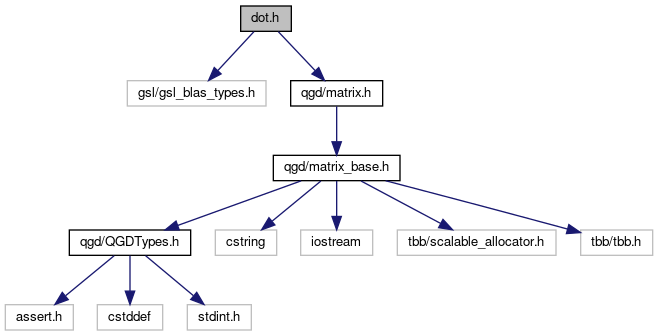 dot.h
gsl/gsl_blas_types.h
qgd/matrix.h
qgd/matrix_base.h
qgd/QGDTypes.h
cstring
iostream
tbb/scalable_allocator.h
tbb/tbb.h
assert.h
cstddef
stdint.h